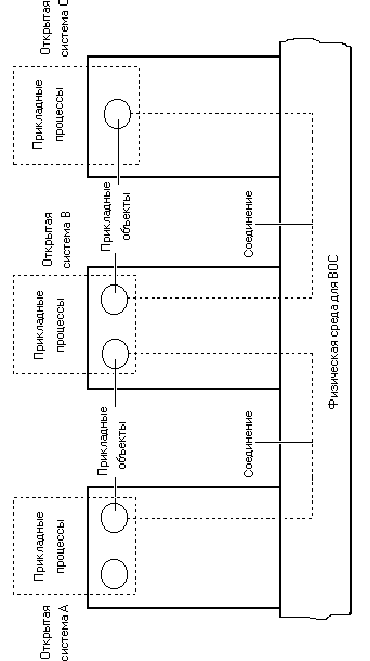 Открытая
система А
Открытая
система В
Открытая
система С
Прикладные
процессы
Прикладные
процессы
Прикладные
процессы
Прикладные
объекты
Прикладные
объекты
Соединение
Соединение
Физическая среда для ВОС